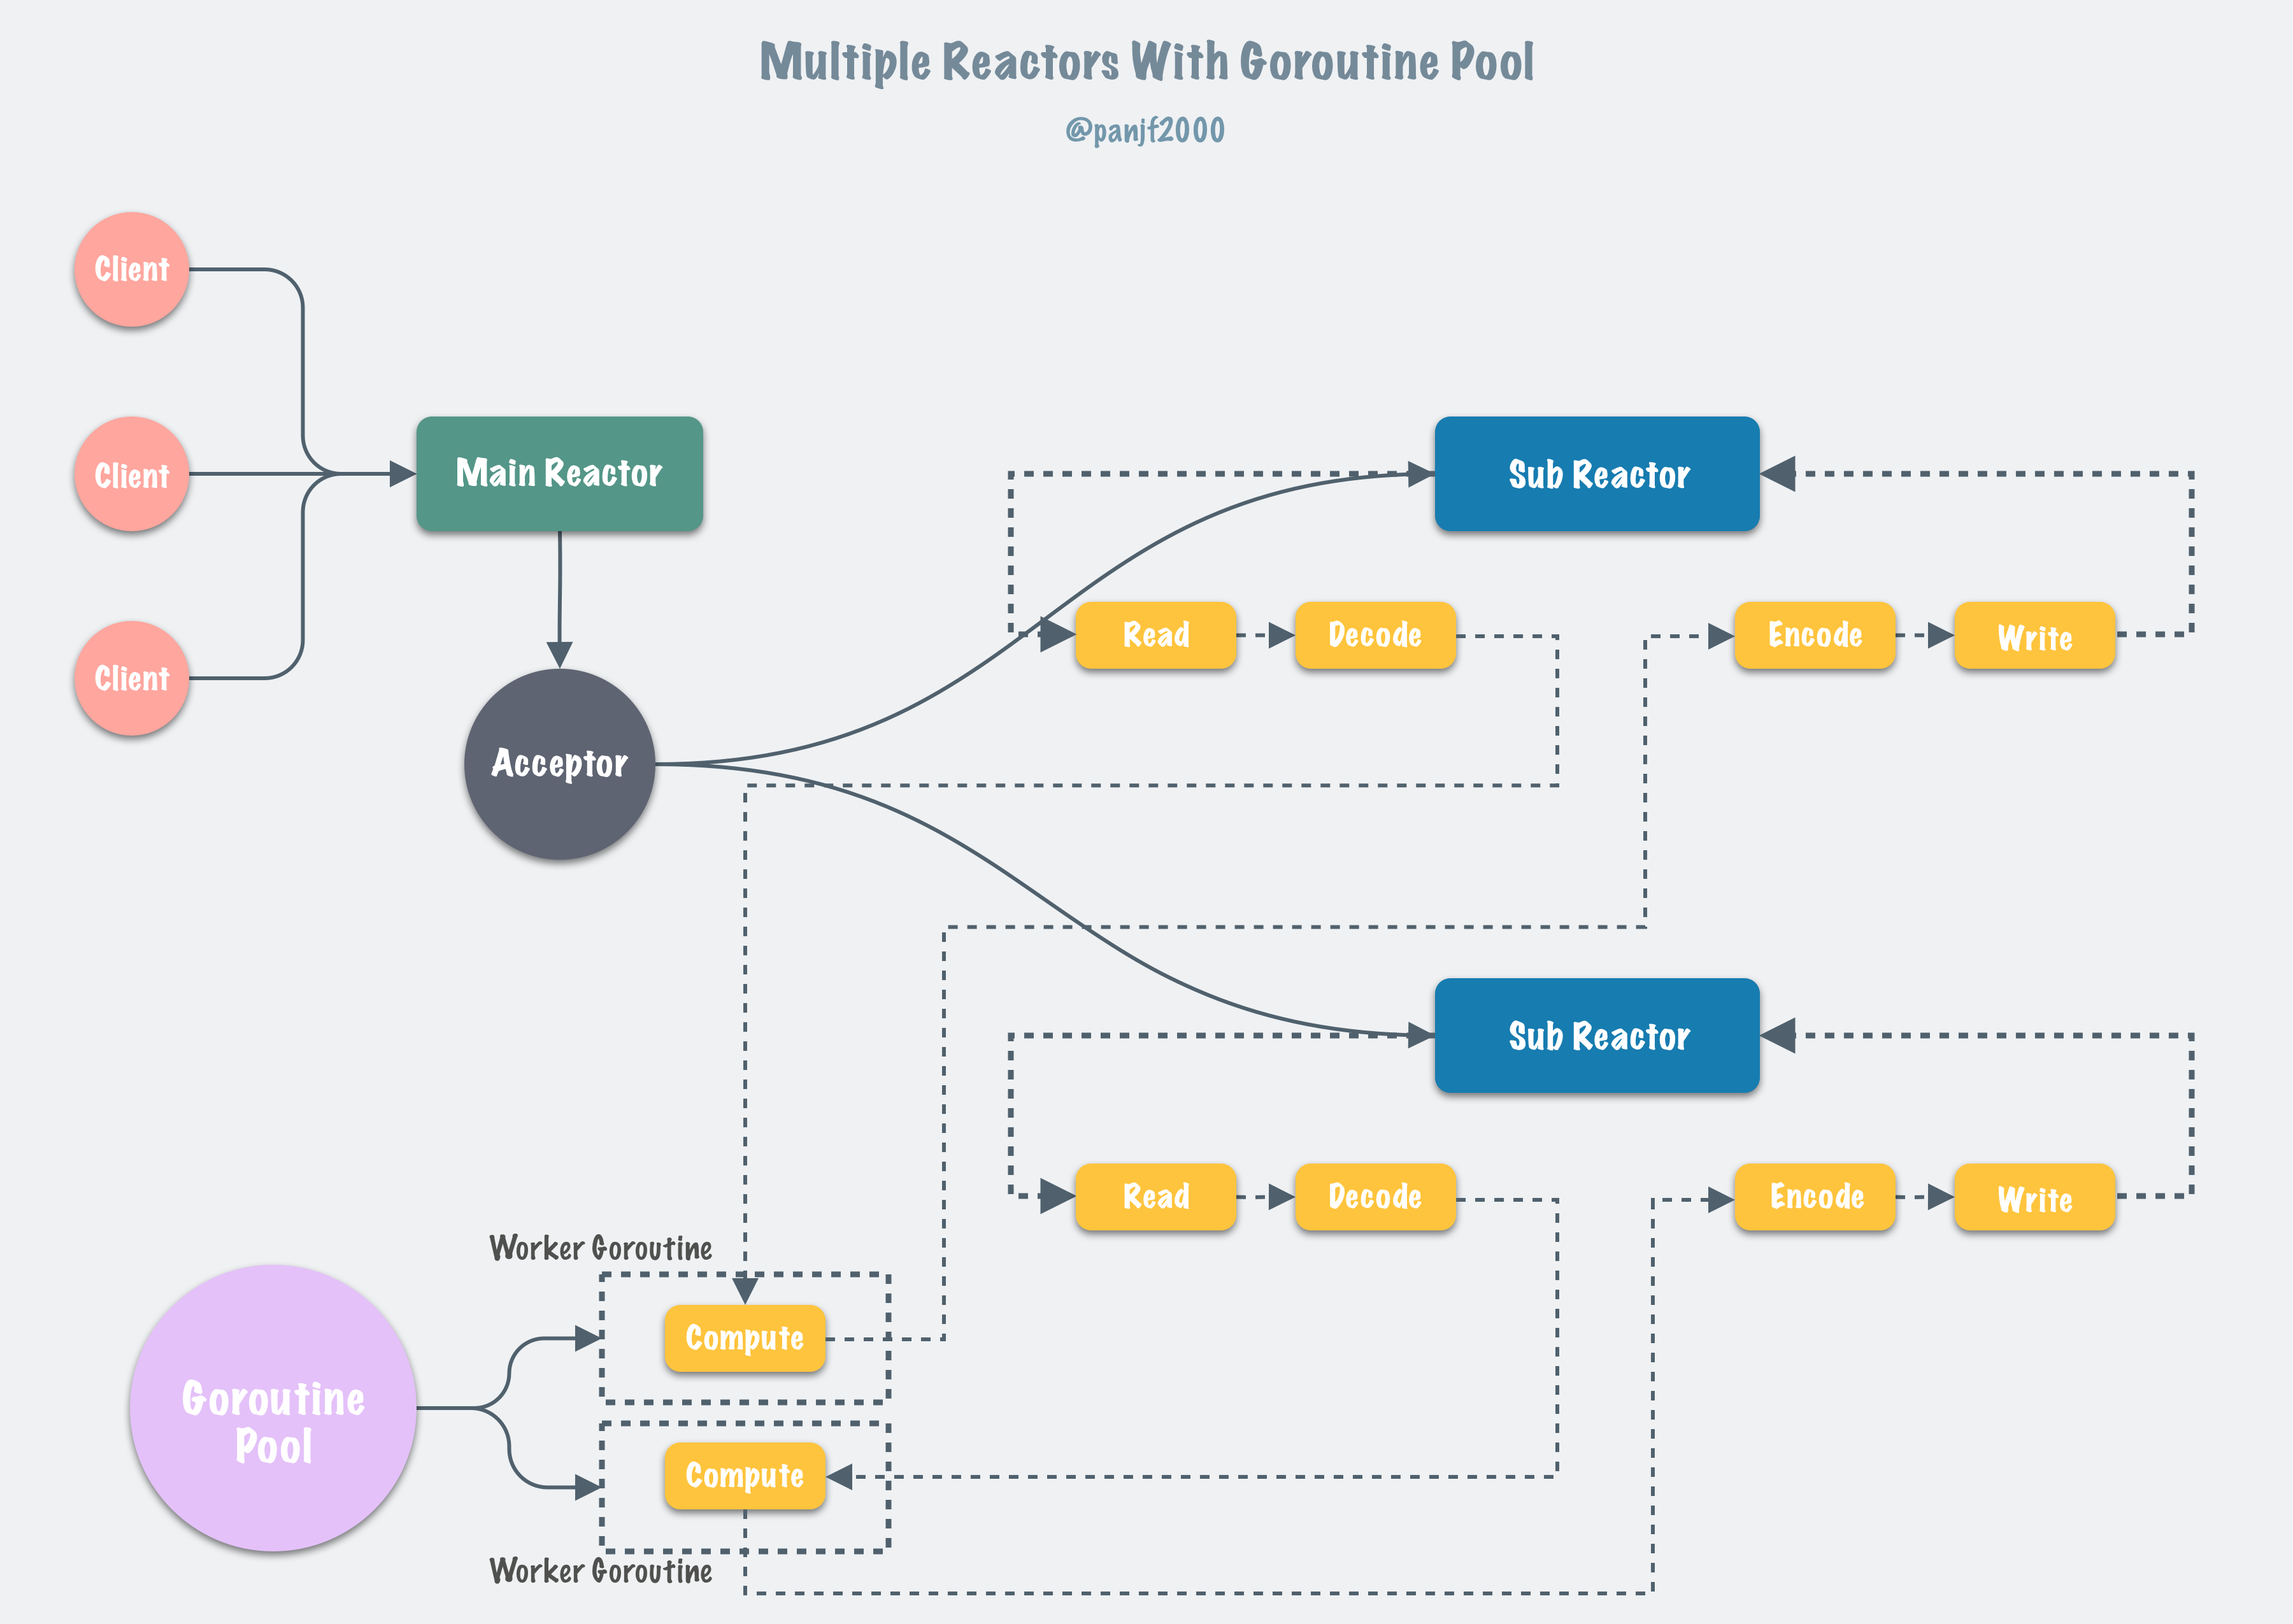 Multiple Reactors With Goroutine Pool
@panjf2000
Client
Client
Main Reactor
Sub Reactor
Client
Read
Decode
Encode
Write
Acceptor
Sub Reactor
Read
Decode
Encode
Write
Worker Goroutine
Compute
Goroutine
Pool
Compute
Worker Goroutine